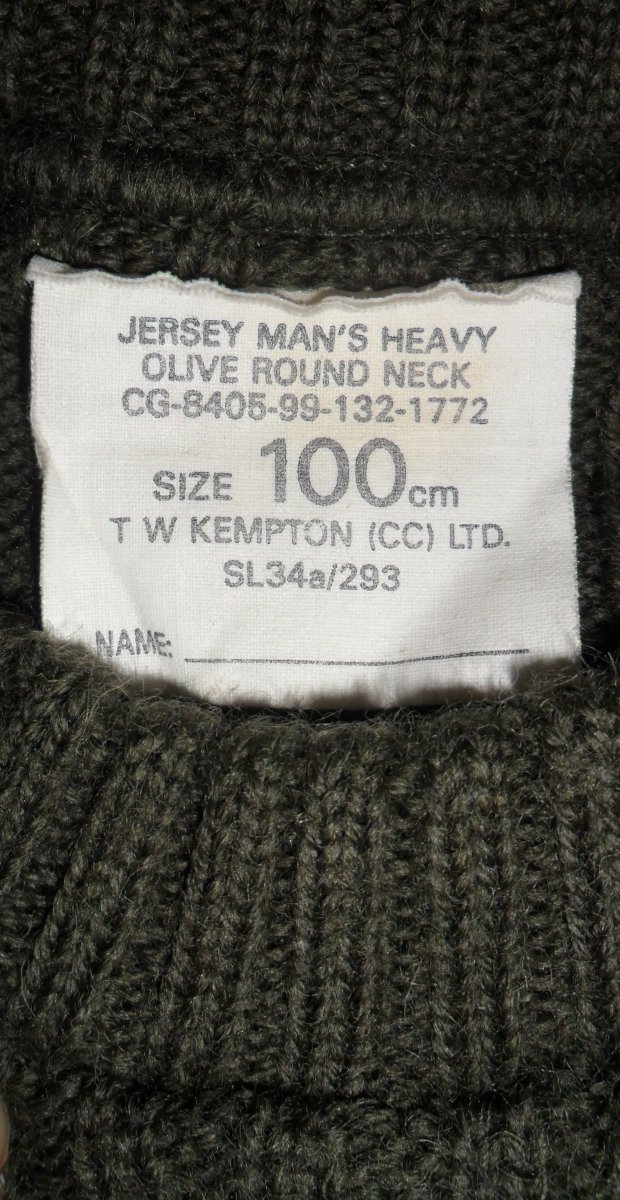 JERSEY MAN'S HEAVY
OLIVE ROUND NECK
CG-8405-99-132-1772
SIZE 100cm
T W KEMPTON (CC) LTD.
SL34a/293
NAME: